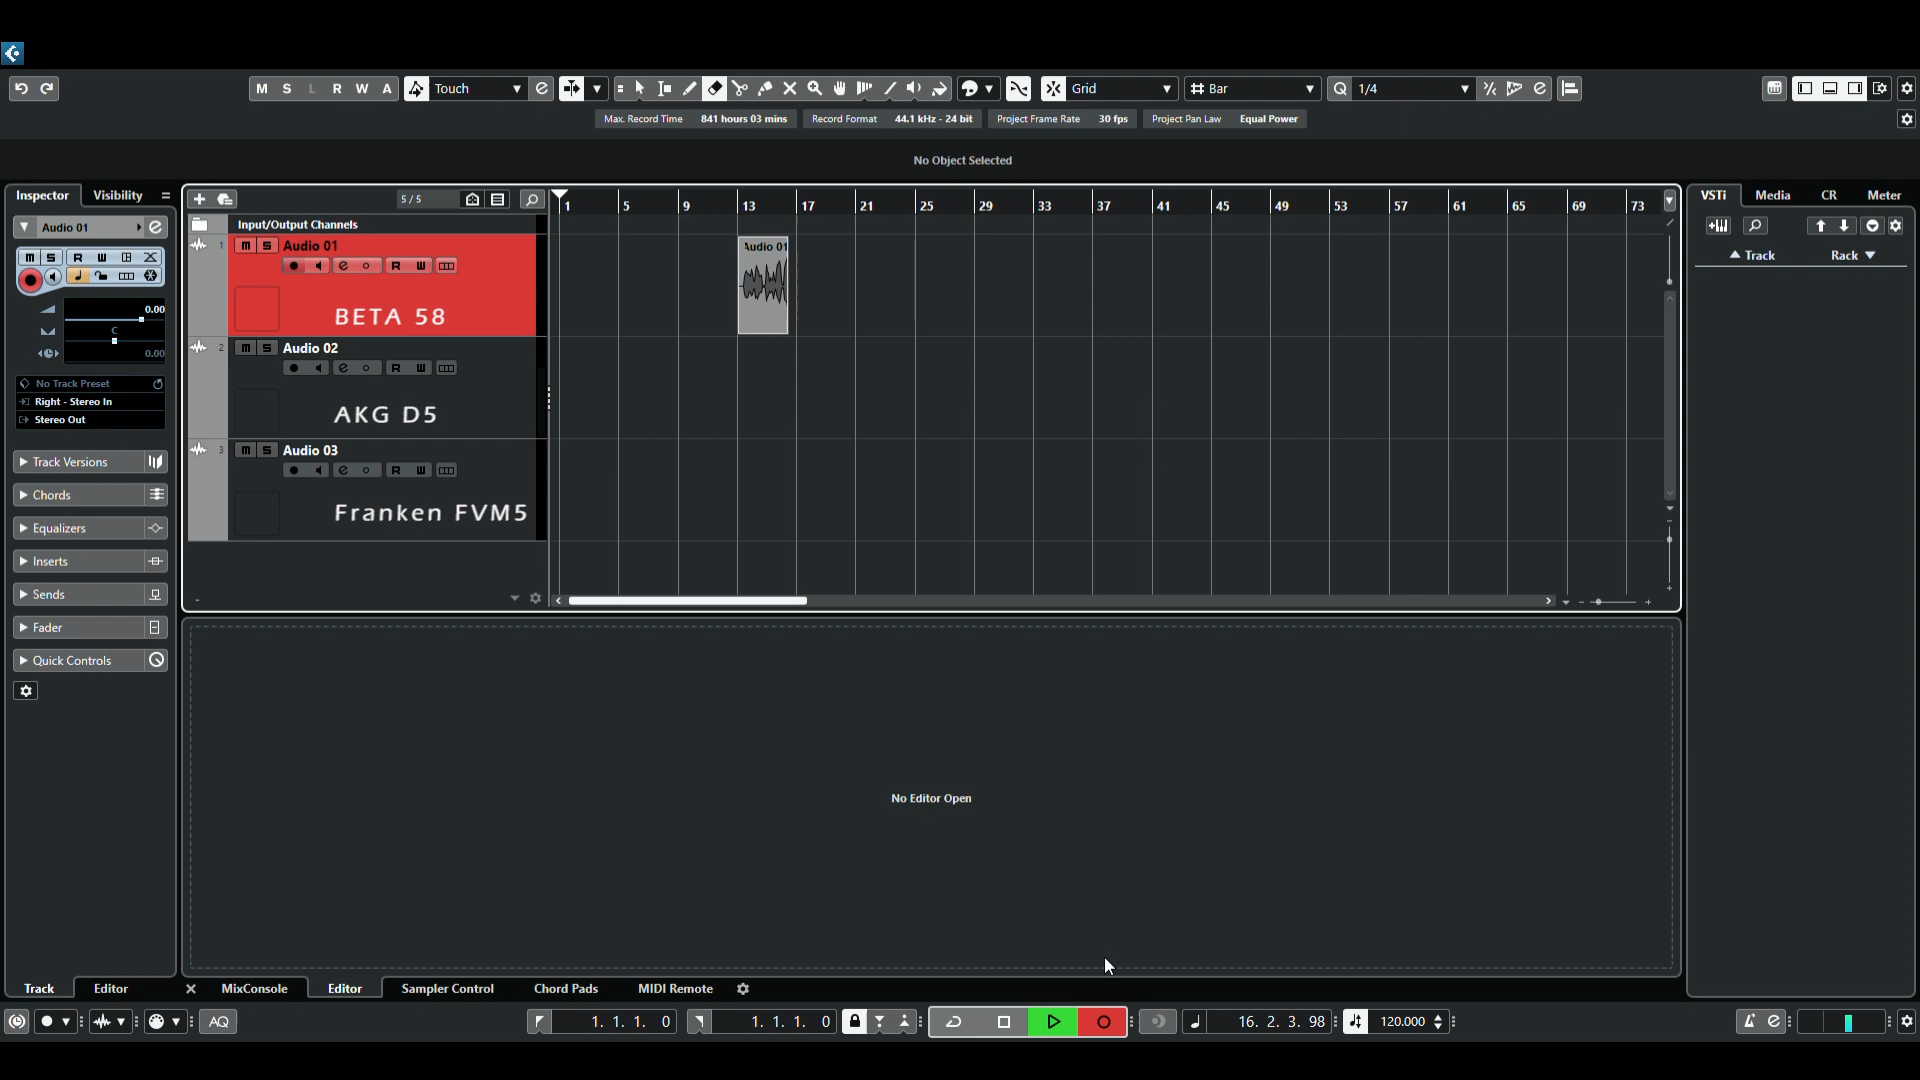 M S L R W A Touch Grid Bar Q 1/4
Max. Record Time 841 hours 03 mins Record Format 44.1 kHz - 24 bit Project Frame Rate 30 fps Project Pan Law Equal Power
No Object Selected
Inspector Visibility
Audio 01
M S R W
0.00
C
0.00
No Track Preset
Right - Stereo In
Stereo Out
Track Versions
Chords
Equalizers
Inserts
Sends
Fader
Quick Controls
Track Editor
5 / 5
1 5 9 13 17 21 25 29 33 37 41 45 49 53 57 61 65 69 73
Input/Output Channels
1 m S Audio 01
e R W
BETA 58
Audio 01
2 m S Audio 02
e R W
AKG D5
3 m S Audio 03
e R W
Franken FVM5
No Editor Open
MixConsole Editor Sampler Control Chord Pads MIDI Remote
VSTi Media CR Meter
Track Rack
AQ 1. 1. 1. 0 1. 1. 1. 0 16. 2. 3. 98 120.000